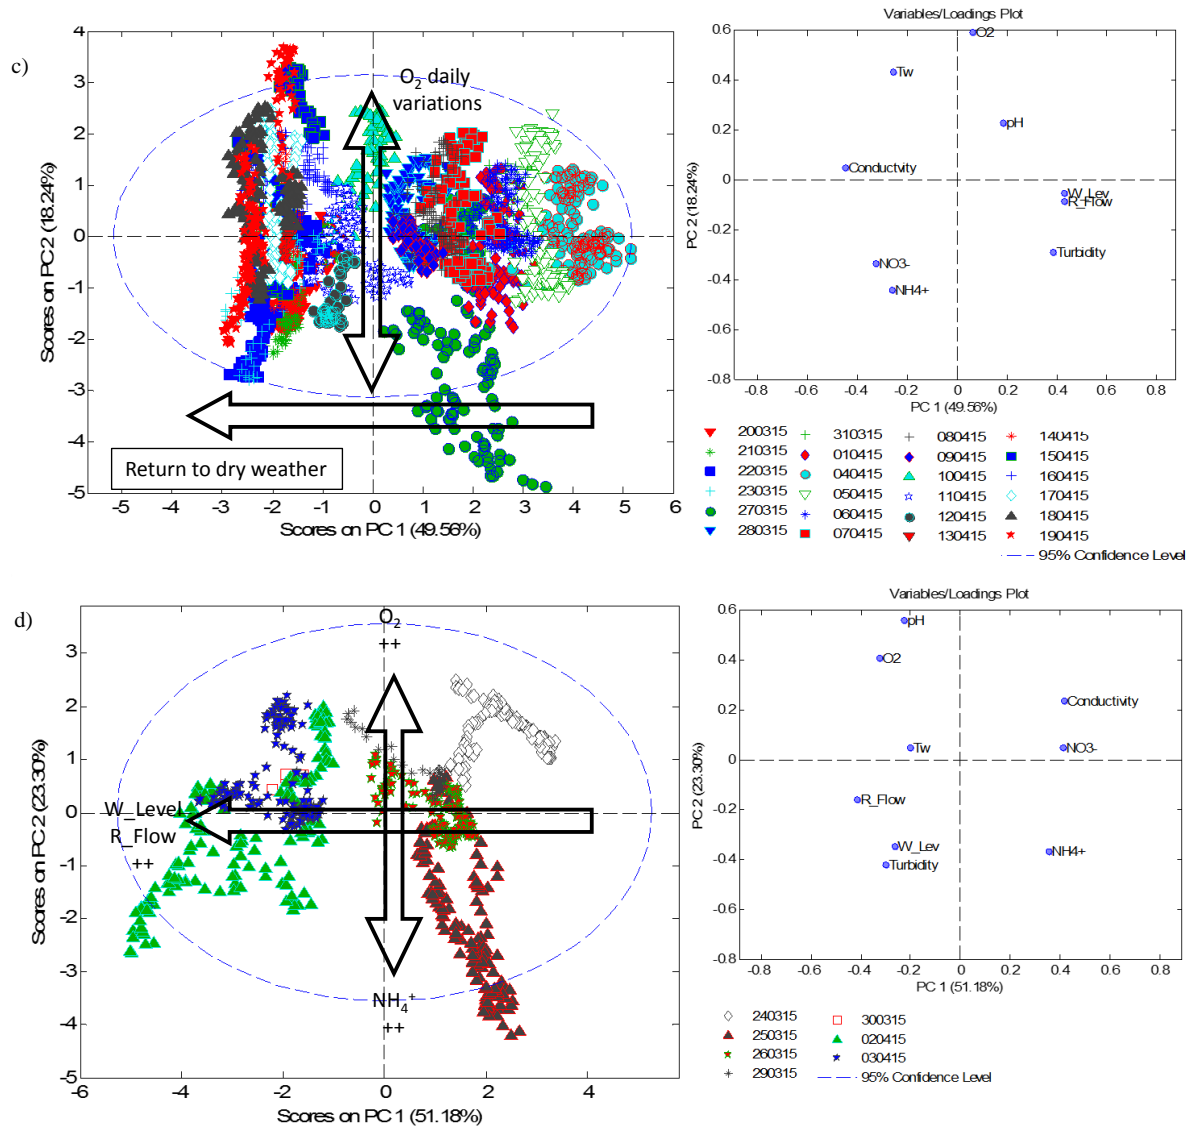 c)
Scores on PC2 (18.24%)
4
3
2
1
0
-1
-2
-3
-4
-5
O2 daily
variations
Return to dry weather
-5 -4 -3 -2 -1 0 1 2 3 4 5 6
Scores on PC 1 (49.56%)
Variables/Loadings Plot
PC 2 (18.24%)
0.6
0.4
0.2
0
-0.2
-0.4
-0.6
-0.8
O2
Tw
pH
Conductvity
W_Lev
R_Flow
Turbidity
NO3-
NH4+
-0.8 -0.6 -0.4 -0.2 0 0.2 0.4 0.6 0.8
PC 1 (49.56%)
200315 310315 080415 140415
210315 010415 090415 150415
220315 040415 100415 160415
230315 050415 110415 170415
270315 060415 120415 180415
280315 070415 130415 190415
95% Confidence Level
d)
Scores on PC 2 (23.30%)
3
2
1
0
-1
-2
-3
-4
-5
O2
++
W_Level
R_Flow
++
NH4+
++
-6 -4 -2 0 2 4
Scores on PC 1 (51.18%)
Variables/Loadings Plot
PC 2 (23.30%)
0.6
0.4
0.2
0
-0.2
-0.4
-0.6
-0.8
pH
O2
Conductivity
Tw
NO3-
R_Flow
W_Lev
NH4+
Turbidity
-0.8 -0.6 -0.4 -0.2 0 0.2 0.4 0.6 0.8
PC 1 (51.18%)
240315 300315
250315 020415
260315 030415
290315 95% Confidence Level